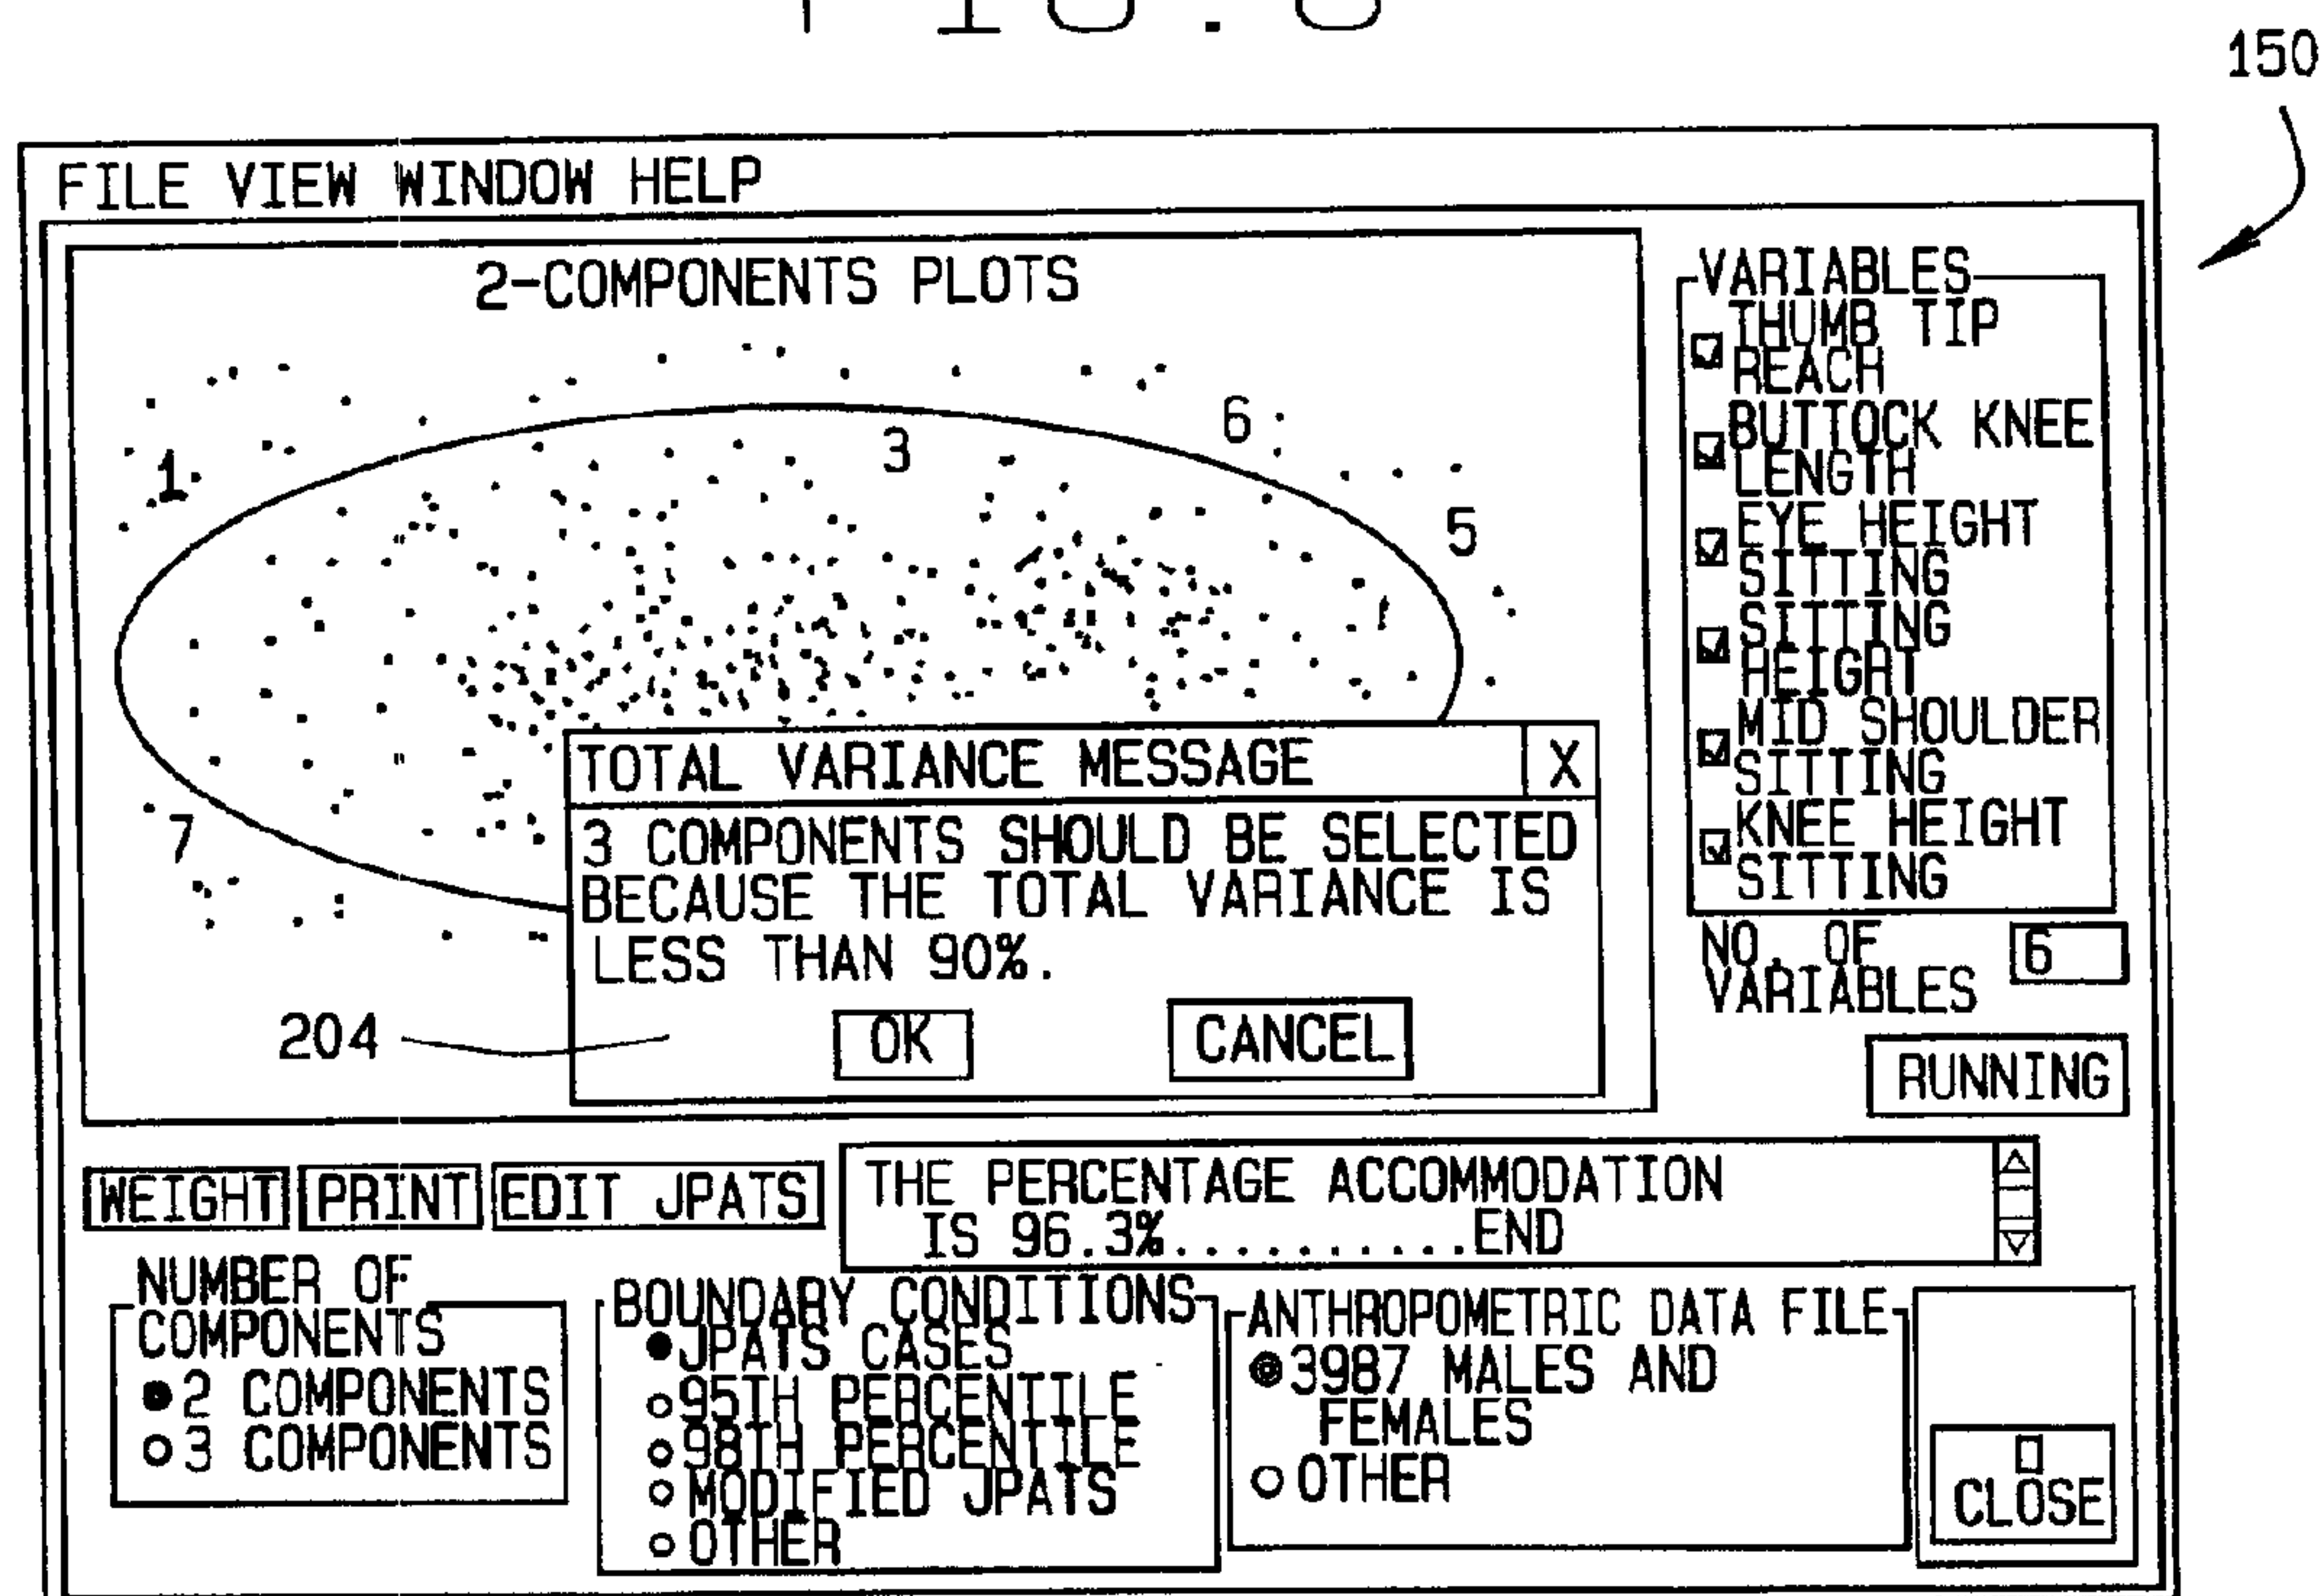 150
FILE VIEW WINDOW HELP
2-COMPONENTS PLOTS
1
3
6
5
7
TOTAL VARIANCE MESSAGE X
3 COMPONENTS SHOULD BE SELECTED
BECAUSE THE TOTAL VARIANCE IS
LESS THAN 90%.
OK CANCEL
204
VARIABLES
THUMB TIP
REACH
BUTTOCK KNEE
LENGTH
EYE HEIGHT
SITTING
SITTING
HEIGHT
MID SHOULDER
SITTING
KNEE HEIGHT
SITTING
NO. OF
VARIABLES
6
RUNNING
WEIGHT PRINT EDIT JPATS
THE PERCENTAGE ACCOMMODATION
IS 96.3%..........END
NUMBER OF
COMPONENTS
2 COMPONENTS
3 COMPONENTS
BOUNDARY CONDITIONS
JPATS CASES
95TH PERCENTILE
98TH PERCENTILE
MODIFIED JPATS
OTHER
ANTHROPOMETRIC DATA FILE
3987 MALES AND
FEMALES
OTHER
CLOSE